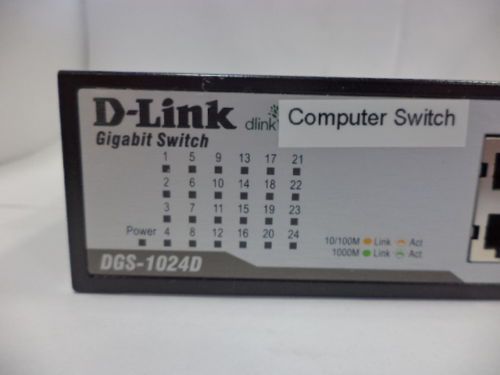 D-Link
dlink
Computer Switch
Gigabit Switch
1 5 9 13 17 21
2 6 10 14 18 22
3 7 11 15 19 23
Power 4 8 12 16 20 24
10/100M Link Act
1000M Link Act
DGS-1024D